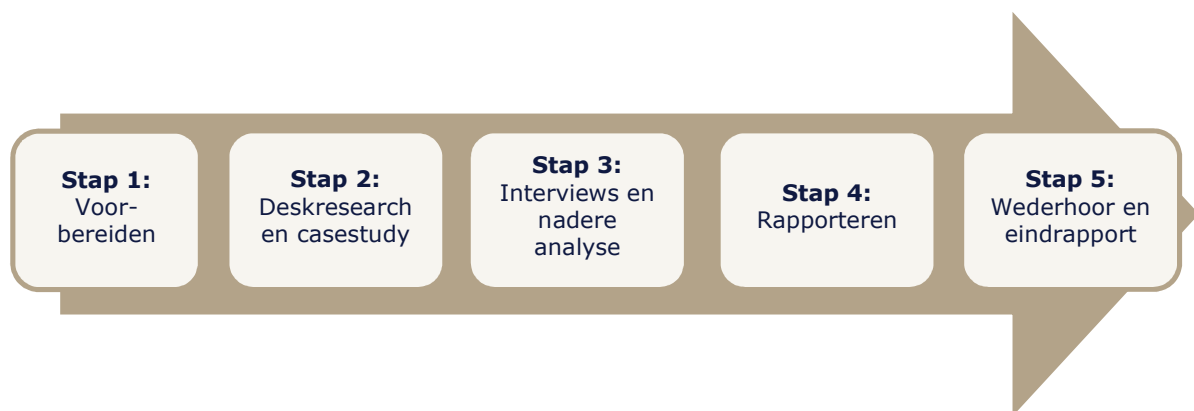 Stap 1:
Voor-
bereiden
Stap 2:
Deskresearch
en casestudy
Stap 3:
Interviews en
nadere
analyse
Stap 4:
Rapporteren
Stap 5:
Wederhoor en
eindrapport